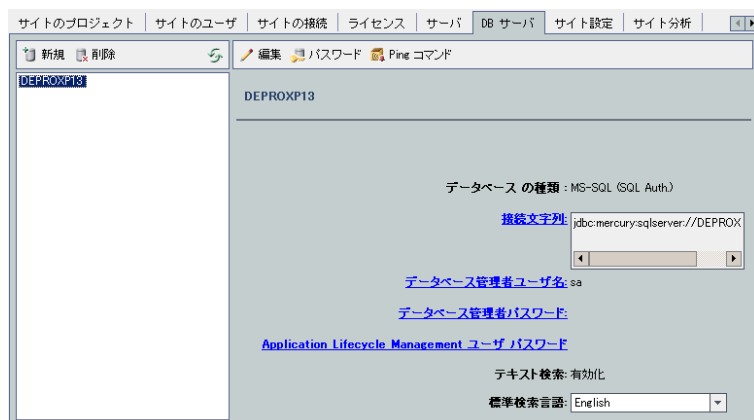 サイトのプロジェクト サイトのユーザ サイトの接続 ライセンス サーバ DB サーバ サイト設定 サイト分析
新規 削除 編集 パスワード Ping コマンド
DEPROXP13
DEPROXP13
データベース の種類 : MS-SQL (SQL Auth.)
接続文字列: jdbc:mercury:sqlserver://DEPROX
データベース管理者ユーザ名: sa
データベース管理者パスワード:
Application Lifecycle Management ユーザ パスワード
テキスト検索: 有効化
標準検索言語: English